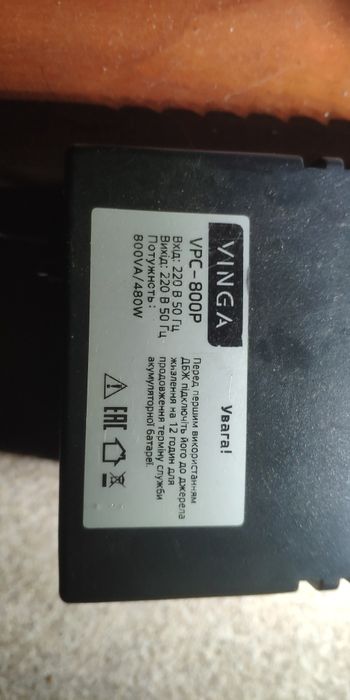 VINGA
VPC-800P
Вхід: 220 В 50 Гц
Вихід: 220 В 50 Гц
Потужність:
800VA/480W
Увага!
Перед першим використанням
ДБЖ підключіть його до джерела
живлення на 12 годин для
продовження терміну служби
акумуляторної батареї.
EAC